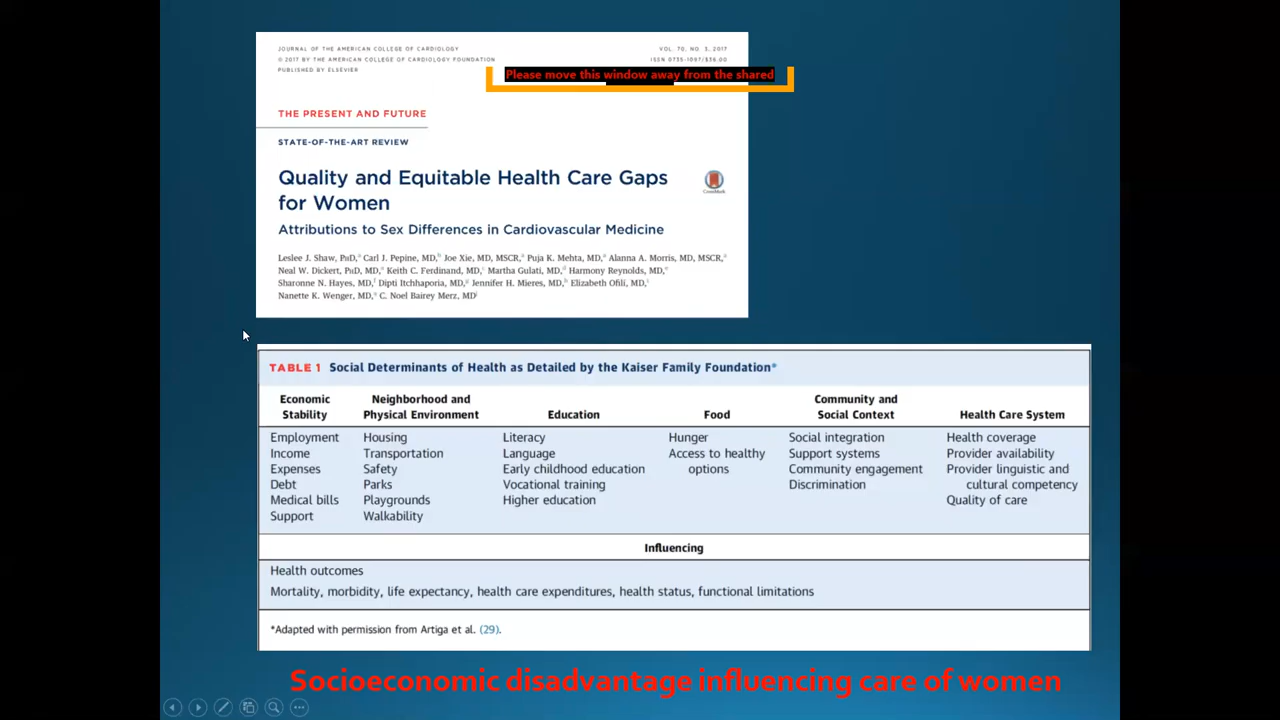 JOURNAL OF THE AMERICAN COLLEGE OF CARDIOLOGY
VOL. 70, NO. 3, 2017
© 2017 BY THE AMERICAN COLLEGE OF CARDIOLOGY FOUNDATION
ISSN 0735-1097/$36.00
PUBLISHED BY ELSEVIER
Please move this window away from the shared
THE PRESENT AND FUTURE
STATE-OF-THE-ART REVIEW
Quality and Equitable Health Care Gaps
for Women
CrossMark
Attributions to Sex Differences in Cardiovascular Medicine
Leslee J. Shaw, PhD, Carl J. Pepine, MD, Joe Xie, MD, MSCR, Puja K. Mehta, MD, Alanna A. Morris, MD, MSCR,
Neal W. Dickert, PhD, MD, Keith C. Ferdinand, MD, Martha Gulati, MD, Harmony Reynolds, MD,
Sharonne N. Hayes, MD, Dipti Itchhaporia, MD, Jennifer H. Mieres, MD, Elizabeth Ofili, MD,
Nanette K. Wenger, MD, C. Noel Bairey Merz, MD
TABLE 1 Social Determinants of Health as Detailed by the Kaiser Family Foundation*
Economic
Stability
Neighborhood and
Physical Environment
Education
Food
Community and
Social Context
Health Care System
Employment
Income
Expenses
Debt
Medical bills
Support
Housing
Transportation
Safety
Parks
Playgrounds
Walkability
Literacy
Language
Early childhood education
Vocational training
Higher education
Hunger
Access to healthy
options
Social integration
Support systems
Community engagement
Discrimination
Health coverage
Provider availability
Provider linguistic and
cultural competency
Quality of care
Influencing
Health outcomes
Mortality, morbidity, life expectancy, health care expenditures, health status, functional limitations
*Adapted with permission from Artiga et al. (29).
Socioeconomic disadvantage influencing care of women